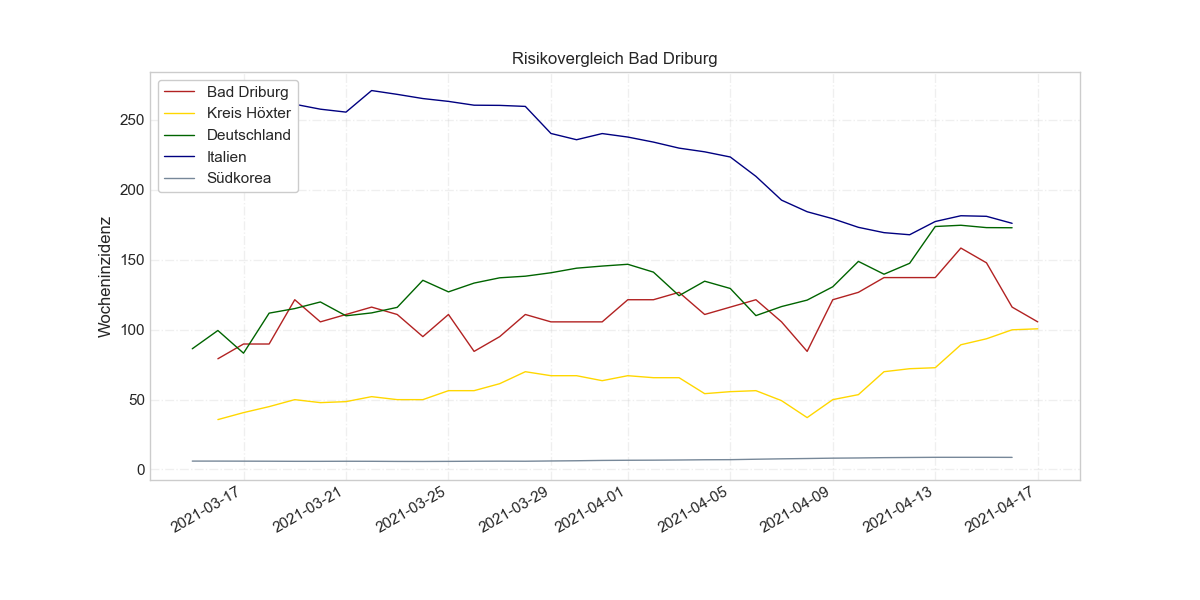 Risikovergleich Bad Driburg
Bad Driburg
Kreis Höxter
Deutschland
Italien
Südkorea
Wocheninzidenz
250
200
150
100
50
0
2021-03-17
2021-03-21
2021-03-25
2021-03-29
2021-04-01
2021-04-05
2021-04-09
2021-04-13
2021-04-17